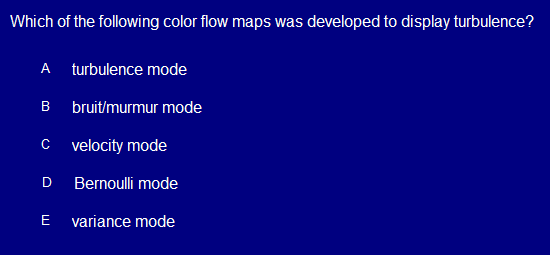 Which of the following color flow maps was developed to display turbulence?
A turbulence mode
B bruit/murmur mode
C velocity mode
D Bernoulli mode
E variance mode